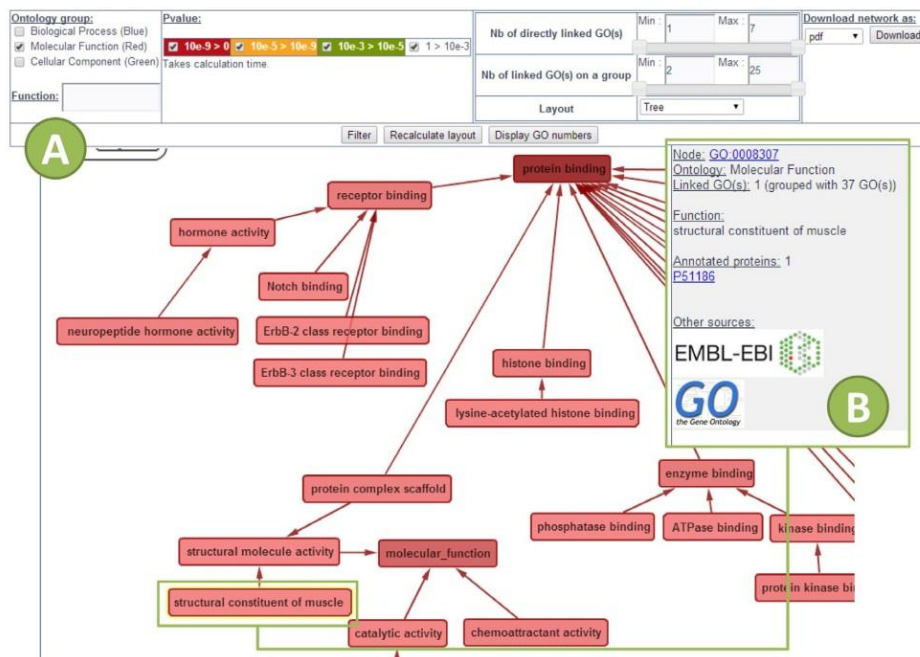 Ontology group:
Biological Process (Blue)
Molecular Function (Red)
Cellular Component (Green)
Function:
Pvalue:
10e-9 > 0
10e-5 > 10e-9
10e-3 > 10e-5
1 > 10e-3
Takes calculation time.
Nb of directly linked GO(s)
Min : 1 Max : 7
Nb of linked GO(s) on a group
Min : 2 Max : 25
Layout
Tree
Download network as:
pdf
Download
Filter
Recalculate layout
Display GO numbers
A
protein binding
receptor binding
hormone activity
Notch binding
neuropeptide hormone activity
ErbB-2 class receptor binding
ErbB-3 class receptor binding
histone binding
lysine-acetylated histone binding
enzyme binding
protein complex scaffold
phosphatase binding
ATPase binding
kinase binding
structural molecule activity
molecular_function
protein kinase bin
structural constituent of muscle
catalytic activity
chemoattractant activity
Node: GO:0008307
Ontology: Molecular Function
Linked GO(s): 1 (grouped with 37 GO(s))
Function:
structural constituent of muscle
Annotated proteins: 1
P51186
Other sources:
EMBL-EBI
GO
the Gene Ontology
B